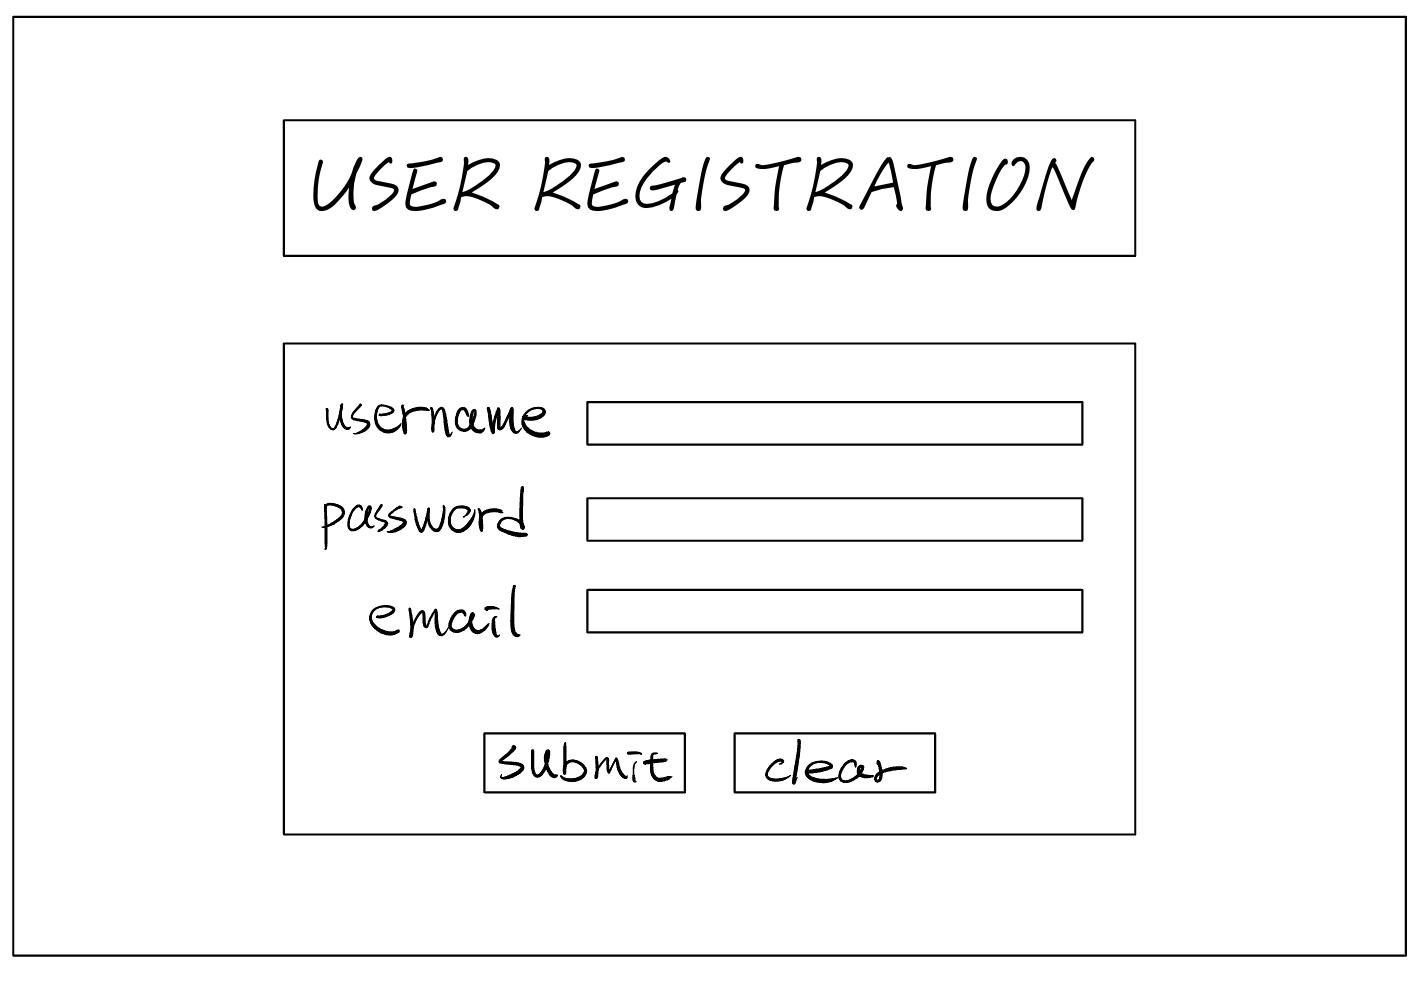 USER REGISTRATION
username
password
email
submit clear